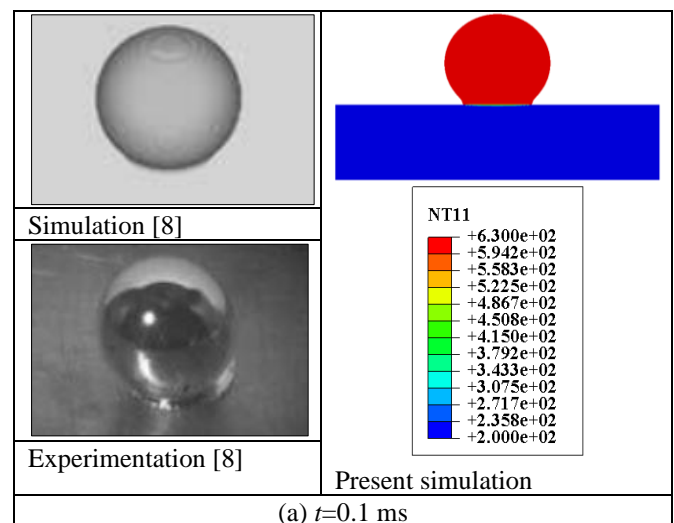 Simulation [8]
Experimentation [8]
NT11
+6.300e+02
+5.942e+02
+5.583e+02
+5.225e+02
+4.867e+02
+4.508e+02
+4.150e+02
+3.792e+02
+3.433e+02
+3.075e+02
+2.717e+02
+2.358e+02
+2.000e+02
Present simulation
(a) t=0.1 ms